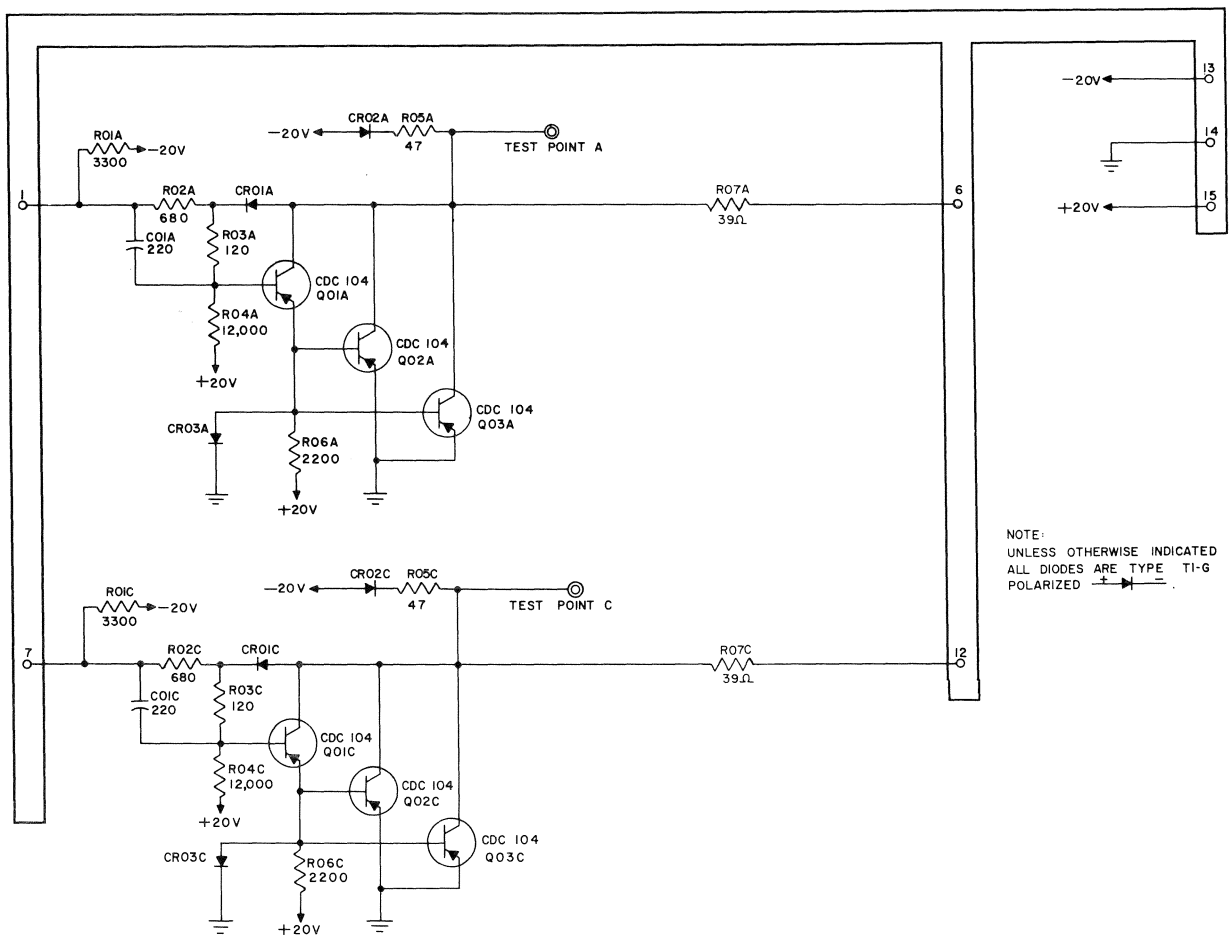 13
−20V
14
15
+20V
CR02A R05A
−20V
47
TEST POINT A
R01A
−20V
3300
1
R02A
CR01A
680
R07A
39Ω
6
C01A
220
R03A
120
CDC 104
Q01A
R04A
12,000
+20V
CDC 104
Q02A
CDC 104
Q03A
CR03A
R06A
2200
+20V
NOTE:
UNLESS OTHERWISE INDICATED
ALL DIODES ARE TYPE TI-G
POLARIZED + − .
CR02C R05C
−20V
47
TEST POINT C
R01C
−20V
3300
7
R02C
CR01C
680
R07C
39Ω
12
C01C
220
R03C
120
CDC 104
Q01C
R04C
12,000
+20V
CDC 104
Q02C
CDC 104
Q03C
CR03C
R06C
2200
+20V